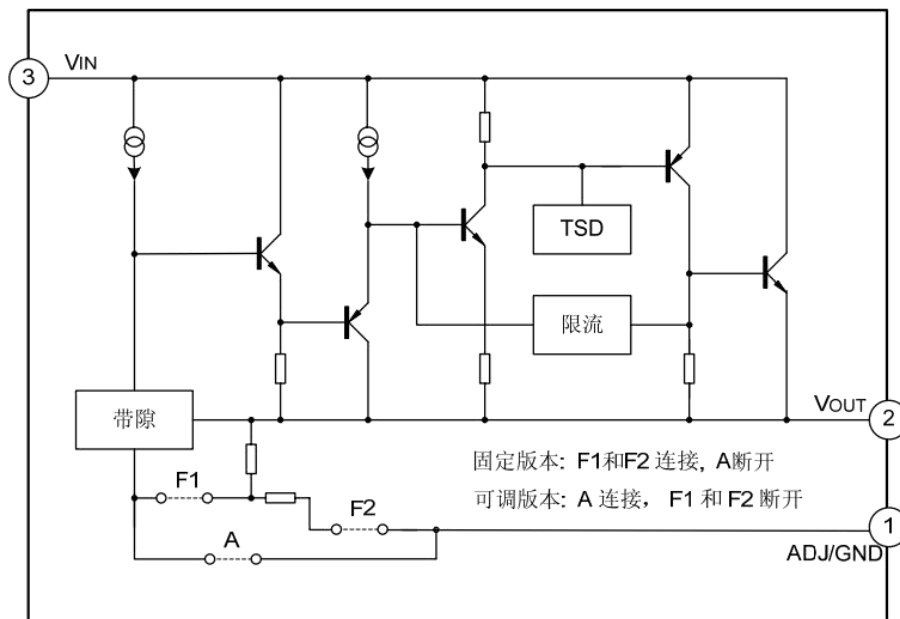 3
VIN
TSD
限流
带隙
VOUT
2
固定版本: F1和F2 连接, A断开
F1
F2
可调版本: A 连接, F1 和 F2 断开
1
A
ADJ/GND